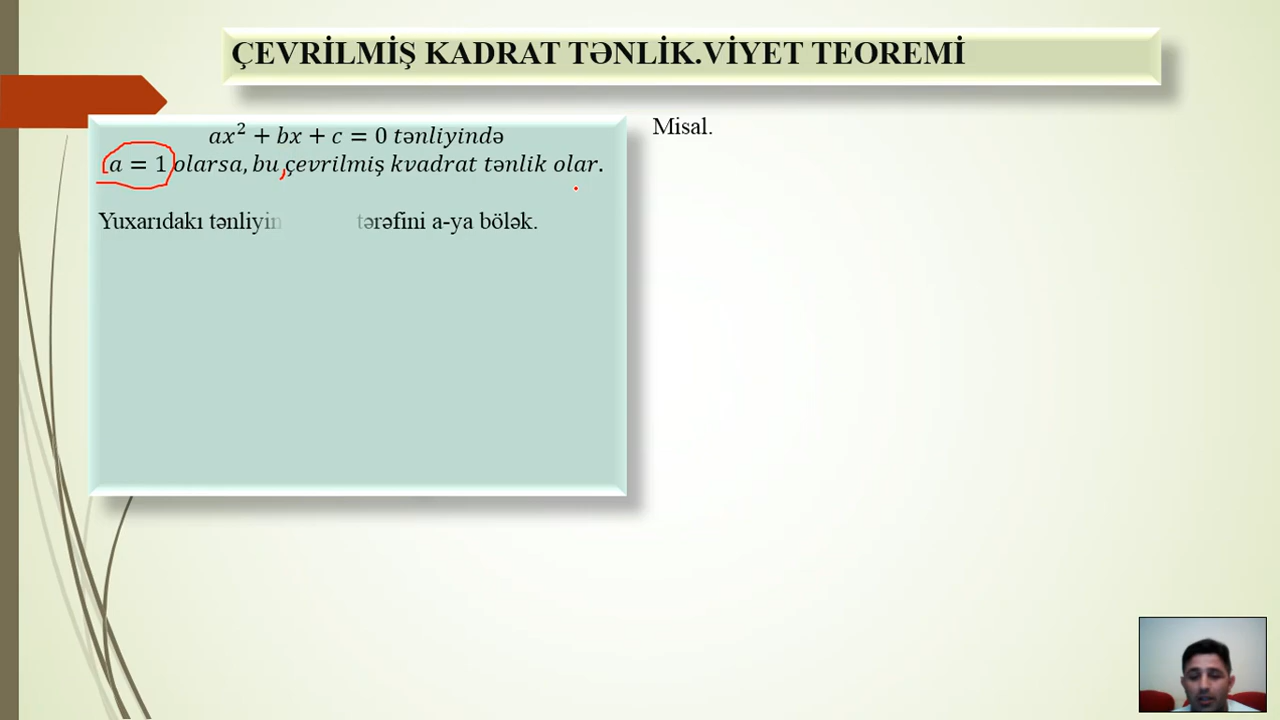 ÇEVRİLMİŞ KADRAT TƏNLİK.VİYET TEOREMİ
ax² + bx + c = 0 tənliyində
a = 1 olarsa, bu çevrilmiş kvadrat tənlik olar.
Yuxarıdakı tənliyin tərəfini a-ya bölək.
Misal.